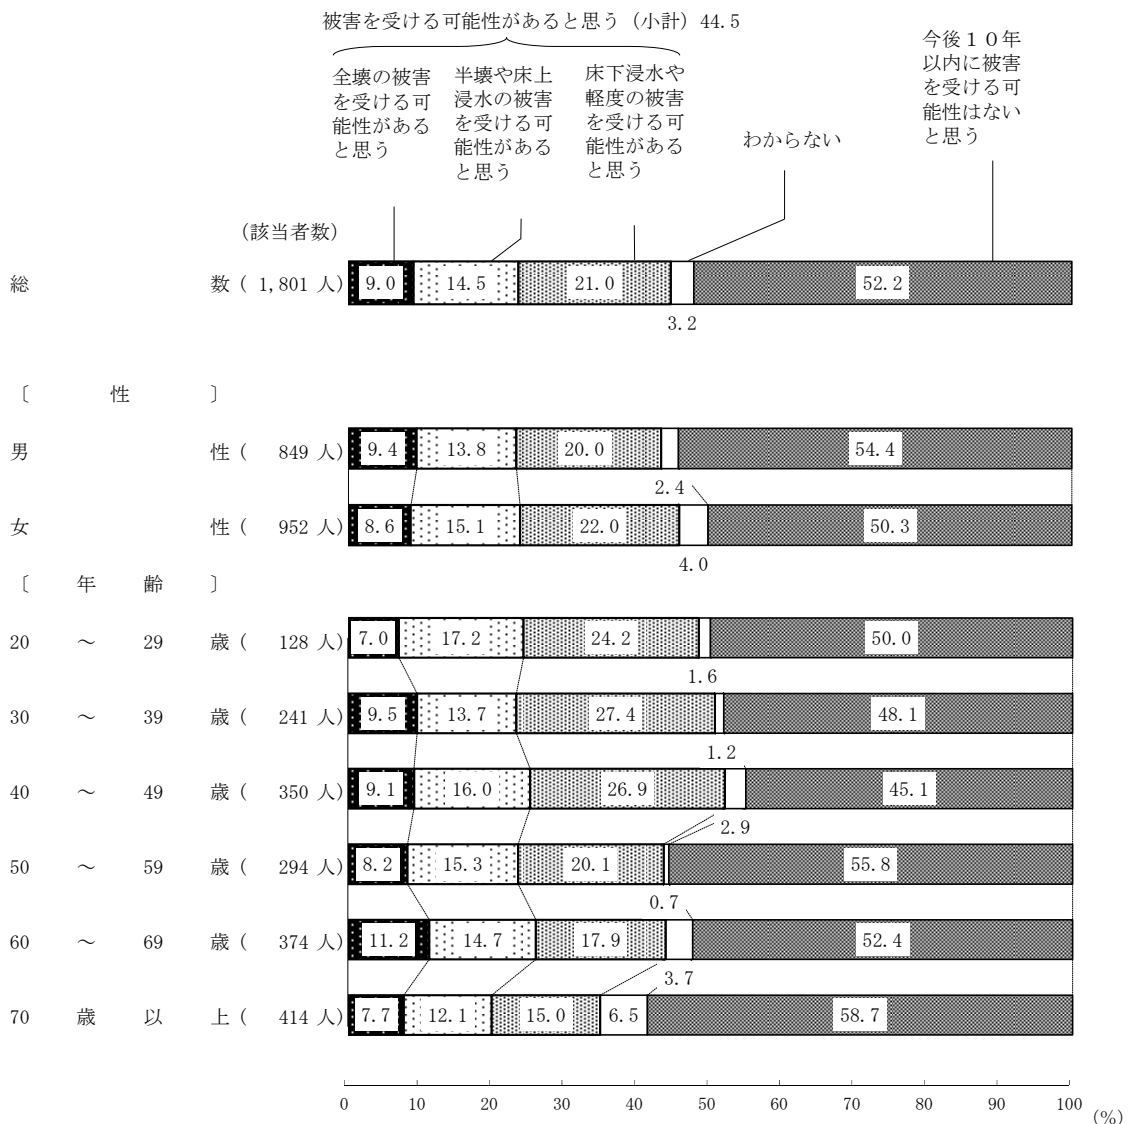 被害を受ける可能性があると思う（小計）44.5
全壊の被害
を受ける可
能性がある
と思う
半壊や床上
浸水の被害
を受ける可
能性がある
と思う
床下浸水や
軽度の被害
を受ける可
能性がある
と思う
わからない
今後１０年
以内に被害
を受ける可
能性はない
と思う
（該当者数）
総 数 ( 1,801 人) 9.0 14.5 21.0 52.2
3.2
〔 性 〕
男 性 ( 849 人) 9.4 13.8 20.0 54.4
2.4
女 性 ( 952 人) 8.6 15.1 22.0 50.3
4.0
〔 年 齢 〕
20 ～ 29 歳 ( 128 人) 7.0 17.2 24.2 50.0
1.6
30 ～ 39 歳 ( 241 人) 9.5 13.7 27.4 48.1
1.2
40 ～ 49 歳 ( 350 人) 9.1 16.0 26.9 45.1
2.9
50 ～ 59 歳 ( 294 人) 8.2 15.3 20.1 55.8
0.7
60 ～ 69 歳 ( 374 人) 11.2 14.7 17.9 52.4
3.7
70 歳 以 上 ( 414 人) 7.7 12.1 15.0 6.5 58.7
0 10 20 30 40 50 60 70 80 90 100
(%)